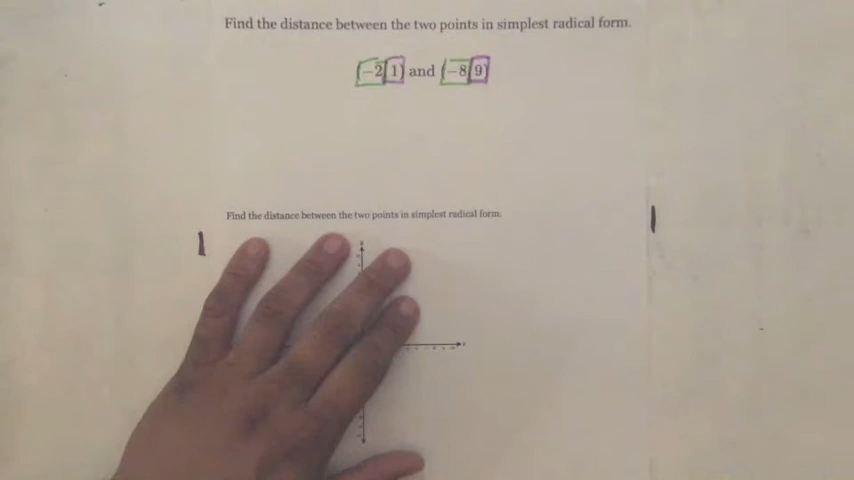 Find the distance between the two points in simplest radical form.
(−2, 1) and (−8, 9)
Find the distance between the two points in simplest radical form.